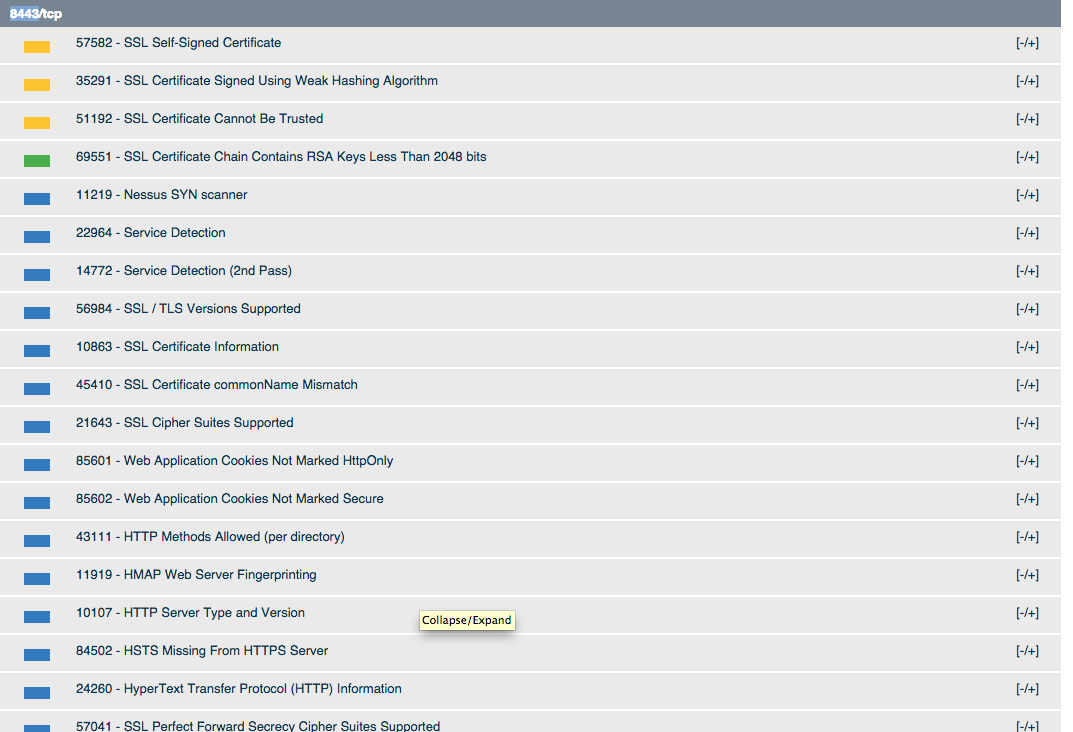 8443/tcp
57582 - SSL Self-Signed Certificate [-/+]
35291 - SSL Certificate Signed Using Weak Hashing Algorithm [-/+]
51192 - SSL Certificate Cannot Be Trusted [-/+]
69551 - SSL Certificate Chain Contains RSA Keys Less Than 2048 bits [-/+]
11219 - Nessus SYN scanner [-/+]
22964 - Service Detection [-/+]
14772 - Service Detection (2nd Pass) [-/+]
56984 - SSL / TLS Versions Supported [-/+]
10863 - SSL Certificate Information [-/+]
45410 - SSL Certificate commonName Mismatch [-/+]
21643 - SSL Cipher Suites Supported [-/+]
85601 - Web Application Cookies Not Marked HttpOnly [-/+]
85602 - Web Application Cookies Not Marked Secure [-/+]
43111 - HTTP Methods Allowed (per directory) [-/+]
11919 - HMAP Web Server Fingerprinting [-/+]
10107 - HTTP Server Type and Version [-/+]
Collapse/Expand
84502 - HSTS Missing From HTTPS Server [-/+]
24260 - HyperText Transfer Protocol (HTTP) Information [-/+]
57041 - SSL Perfect Forward Secrecy Cipher Suites Supported [-/+]